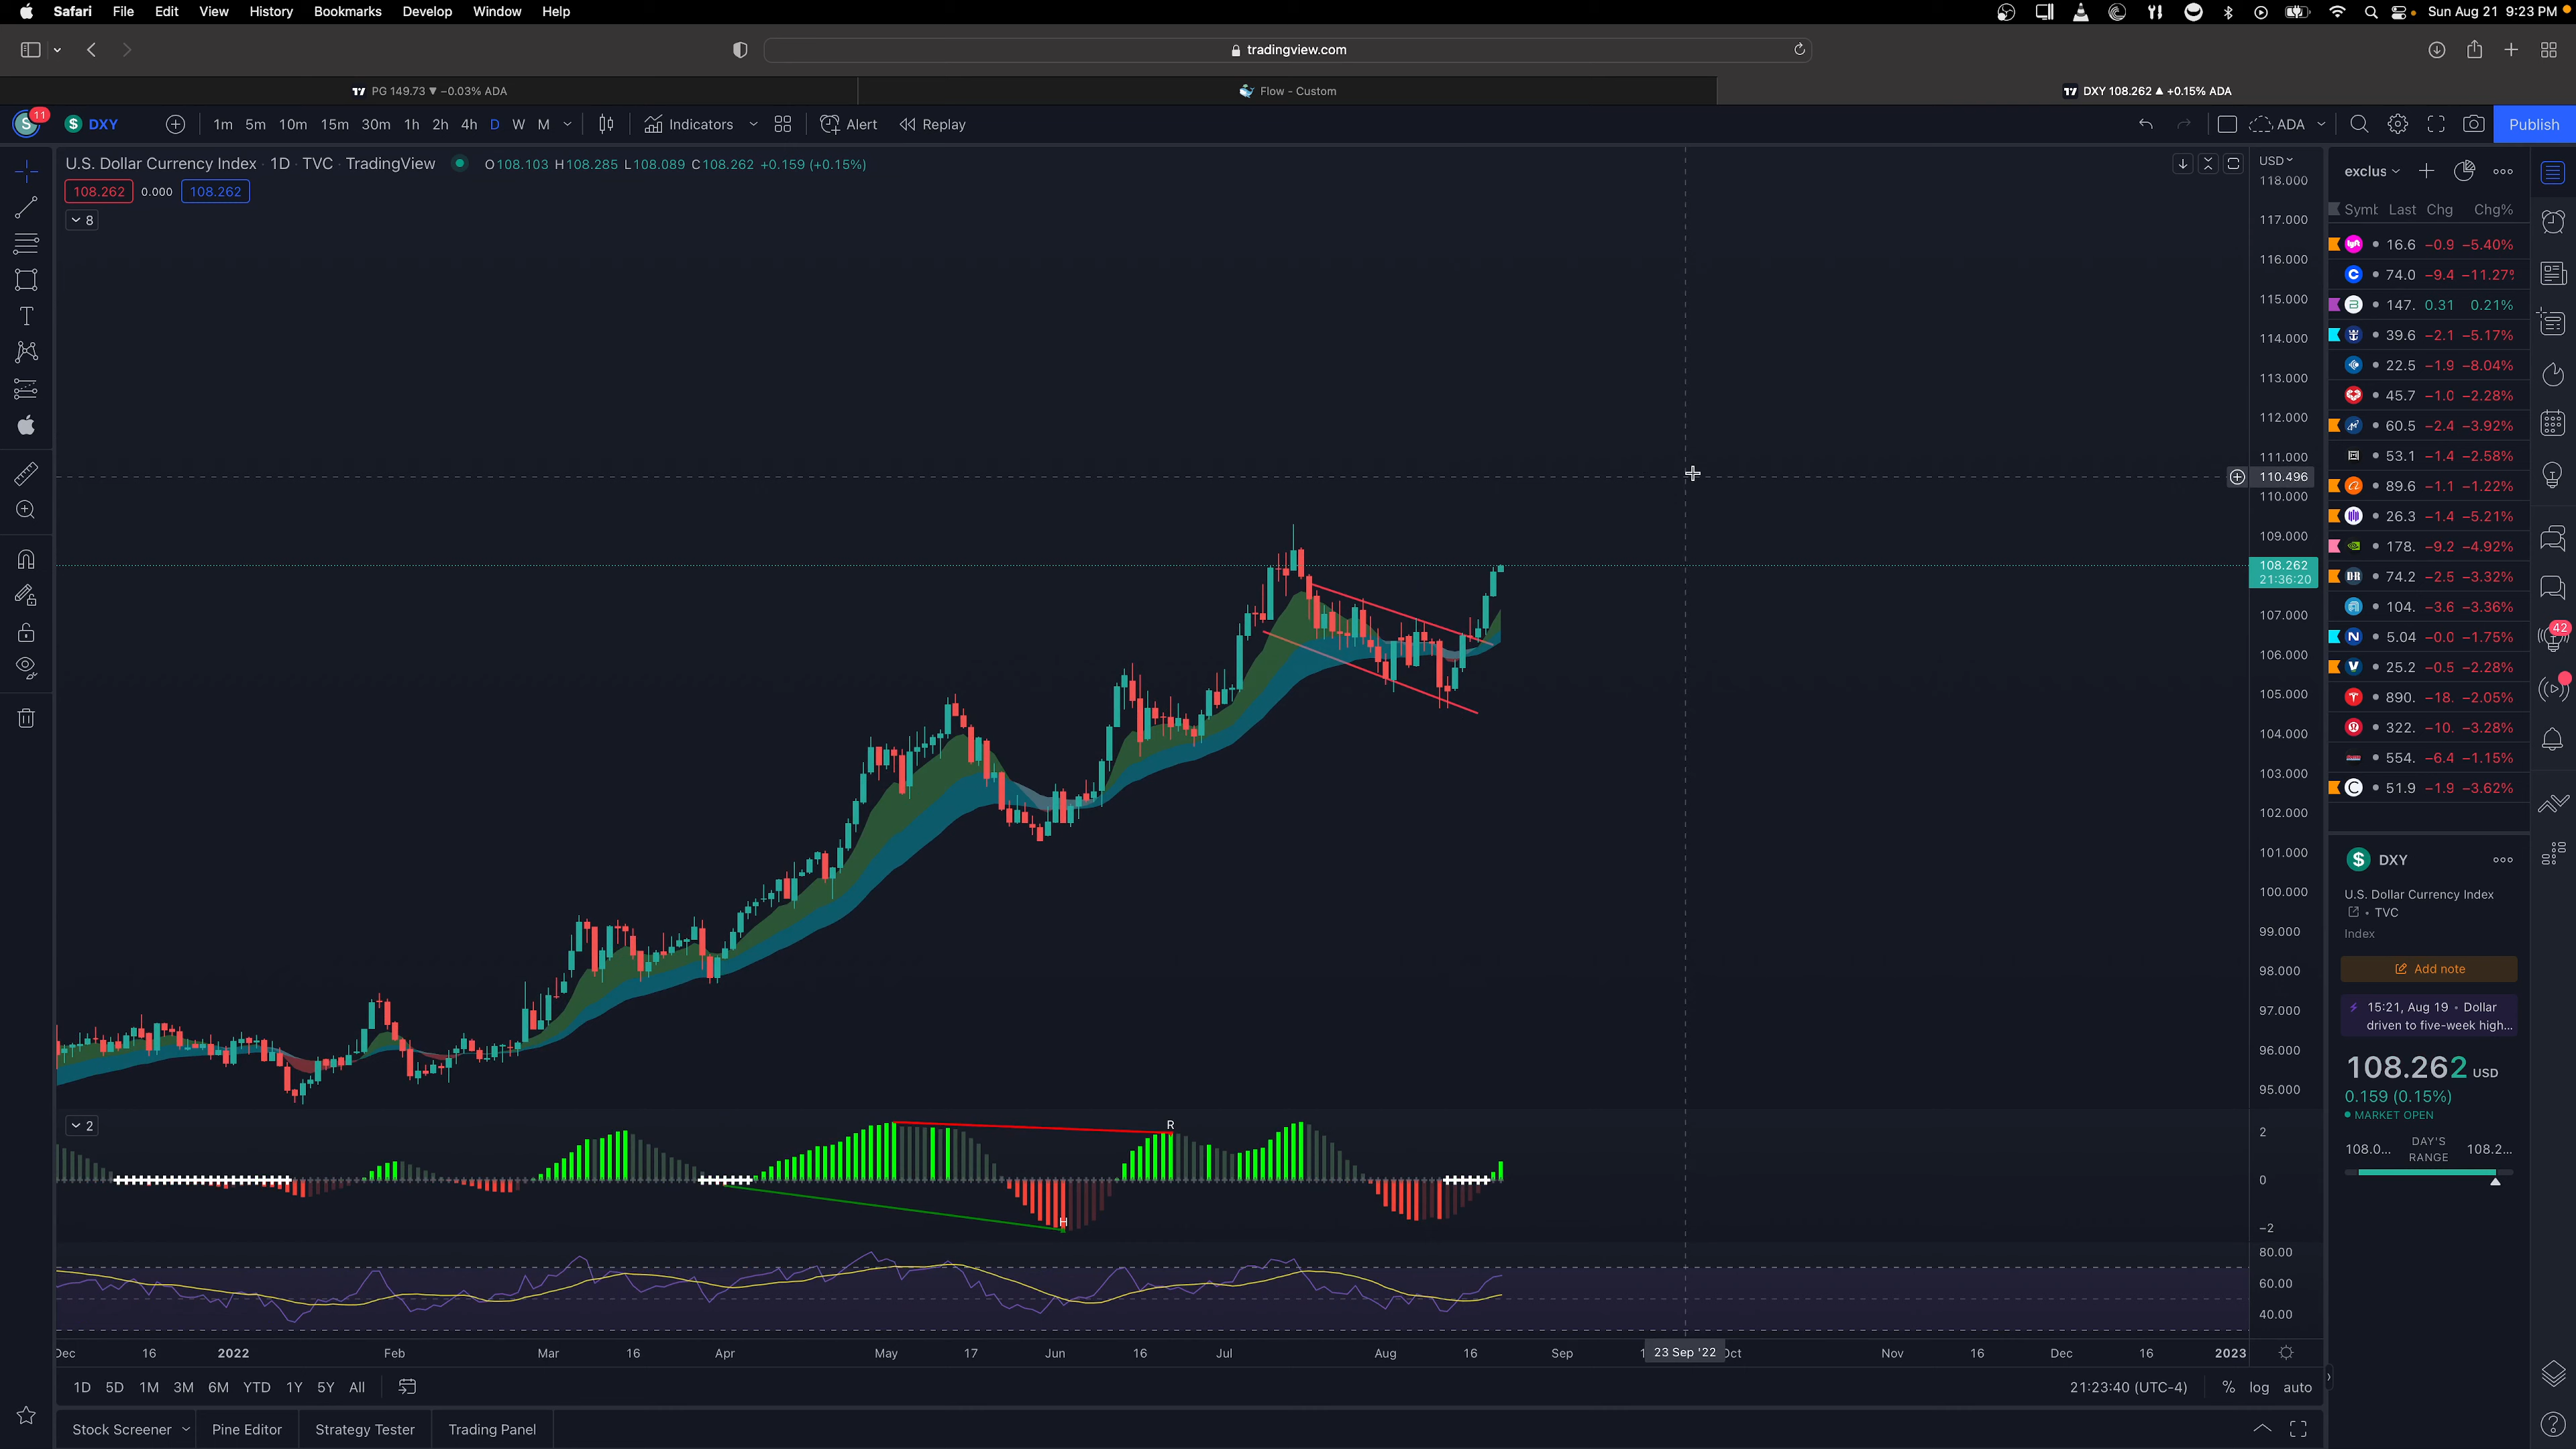 Safari File Edit View History Bookmarks Develop Window Help Sun Aug 21 9:23 PM
tradingview.com
PG 149.73 ▼ −0.03% ADA
Flow - Custom
DXY 108.262 ▲ +0.15% ADA
11 DXY 1m 5m 10m 15m 30m 1h 2h 4h D W M Indicators Alert Replay ADA Publish
U.S. Dollar Currency Index · 1D · TVC · TradingView O108.103 H108.285 L108.089 C108.262 +0.159 (+0.15%)
108.262 0.000 108.262
8
USD
118.000
117.000
116.000
115.000
114.000
113.000
112.000
111.000
110.496
110.000
109.000
108.262
21:36:20
107.000
106.000
105.000
104.000
103.000
102.000
101.000
100.000
99.000
98.000
97.000
96.000
95.000
2
R
H
2
0
−2
80.00
60.00
40.00
Dec 16 2022 Feb Mar 16 Apr May 17 Jun 16 Jul Aug 16 Sep 1 23 Sep '22 Oct Nov 16 Dec 16 2023
1D 5D 1M 3M 6M YTD 1Y 5Y All 21:23:40 (UTC-4) % log auto
Stock Screener Pine Editor Strategy Tester Trading Panel
exclus
Symt Last Chg Chg%
16.6 −0.9 −5.40%
74.0 −9.4 −11.27%
147. 0.31 0.21%
39.6 −2.1 −5.17%
22.5 −1.9 −8.04%
45.7 −1.0 −2.28%
60.5 −2.4 −3.92%
53.1 −1.4 −2.58%
89.6 −1.1 −1.22%
26.3 −1.4 −5.21%
178. −9.2 −4.92%
74.2 −2.5 −3.32%
104. −3.6 −3.36%
5.04 −0.0 −1.75%
25.2 −0.5 −2.28%
890. −18. −2.05%
322. −10. −3.28%
554. −6.4 −1.15%
51.9 −1.9 −3.62%
42
DXY
U.S. Dollar Currency Index
• TVC
Index
Add note
15:21, Aug 19 • Dollar
driven to five-week high...
108.262 USD
0.159 (0.15%)
MARKET OPEN
108.0... DAY'S
RANGE 108.2...